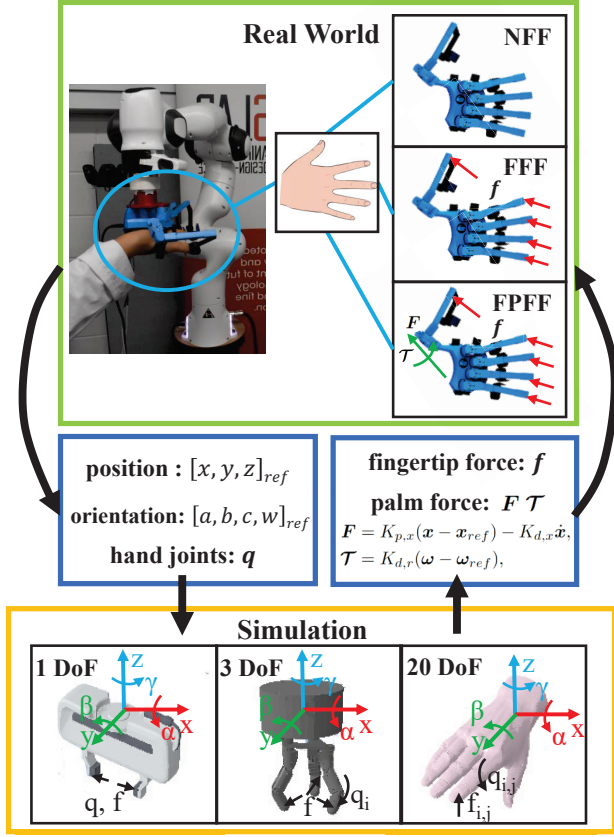 Real World
NFF
FFF
f
FPFF
f
F
𝒯
position : [x, y, z]ref
orientation: [a, b, c, w]ref
hand joints: q
fingertip force: f
palm force: F 𝒯
F = Kp,x(x − xref) − Kd,xẋ,
𝒯 = Kd,r(ω − ωref),
Simulation
1 DoF
z
γ
β
y
x
α
q, f
3 DoF
z
γ
β
y
x
α
f
qi
20 DoF
z
γ
β
y
x
α
qi,j
fi,j